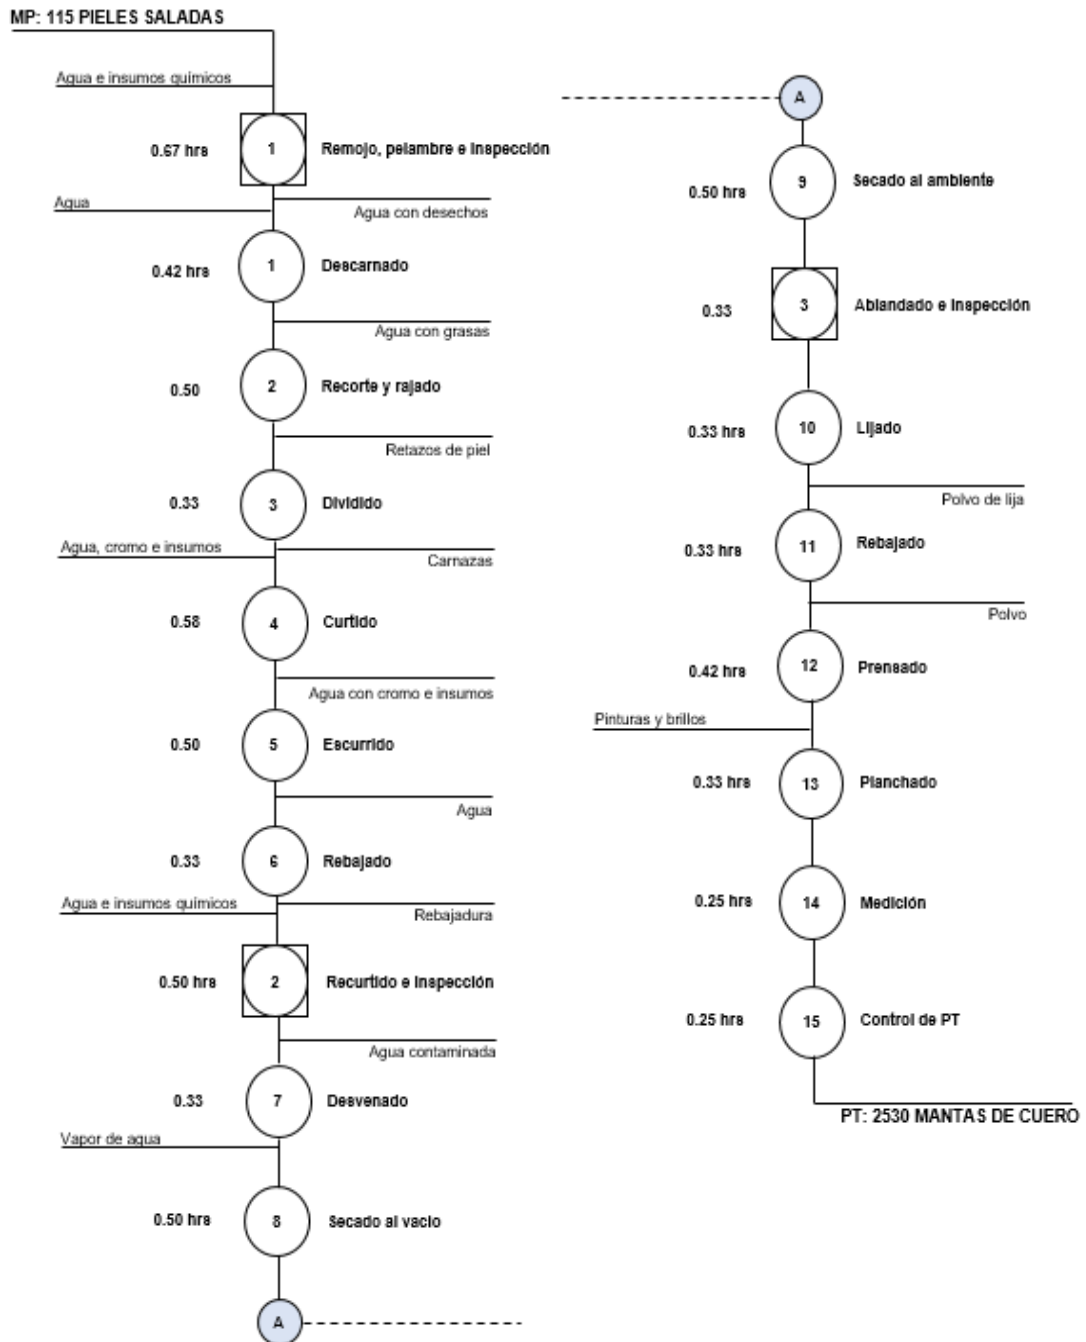 MP: 115 PIELES SALADAS
Agua e insumos químicos
0.67 hrs
1
Remojo, pelambre e inspección
Agua
Agua con desechos
0.42 hrs
1
Descarnado
Agua con grasas
0.50
2
Recorte y rajado
Retazos de piel
0.33
3
Dividido
Agua, cromo e insumos
Carnazas
0.58
4
Curtido
Agua con cromo e insumos
0.50
5
Escurrido
Agua
0.33
6
Rebajado
Agua e insumos químicos
Rebajadura
0.50 hrs
2
Recurtido e inspección
Agua contaminada
0.33
7
Desvenado
Vapor de agua
0.50 hrs
8
Secado al vacio
A
A
0.50 hrs
9
Secado al ambiente
0.33
3
Ablandado e inspección
0.33 hrs
10
Lijado
Polvo de lija
0.33 hrs
11
Rebajado
Polvo
0.42 hrs
12
Prensado
Pinturas y brillos
0.33 hrs
13
Planchado
0.25 hrs
14
Medición
0.25 hrs
15
Control de PT
PT: 2530 MANTAS DE CUERO